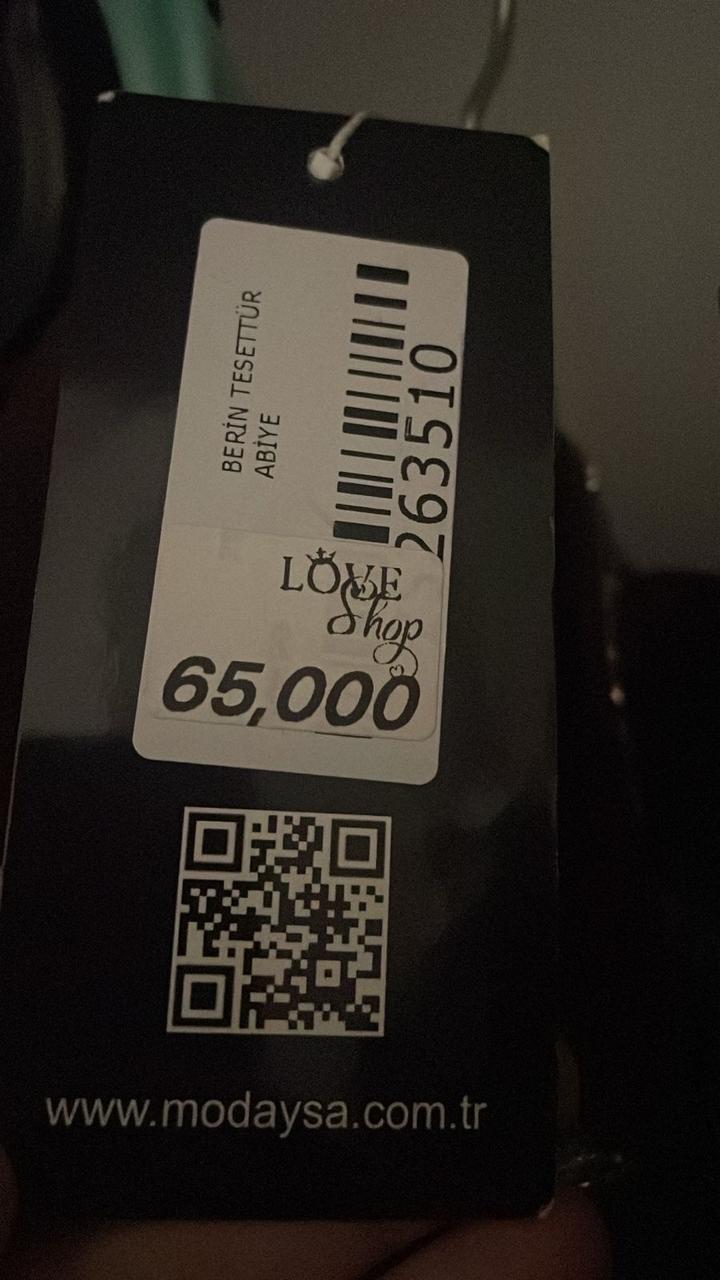 BERİN TESETTÜR
ABİYE
263510
LOVE
Shop
65,000
www.modaysa.com.tr